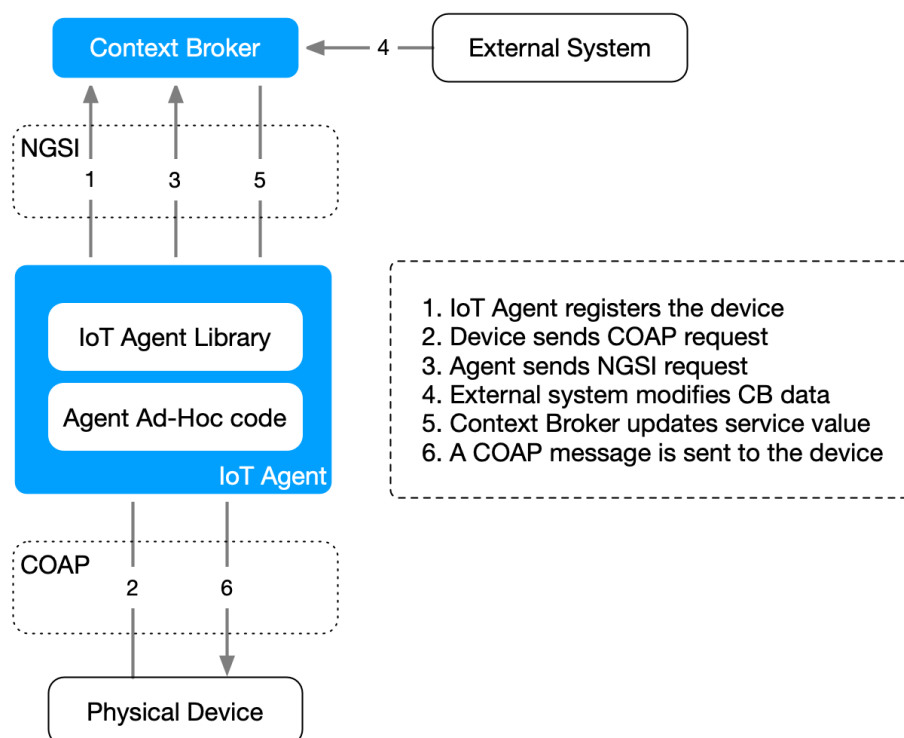 Context Broker
4
External System
NGSI
1
3
5
IoT Agent Library
Agent Ad-Hoc code
IoT Agent
1. IoT Agent registers the device
2. Device sends COAP request
3. Agent sends NGSI request
4. External system modifies CB data
5. Context Broker updates service value
6. A COAP message is sent to the device
COAP
2
6
Physical Device